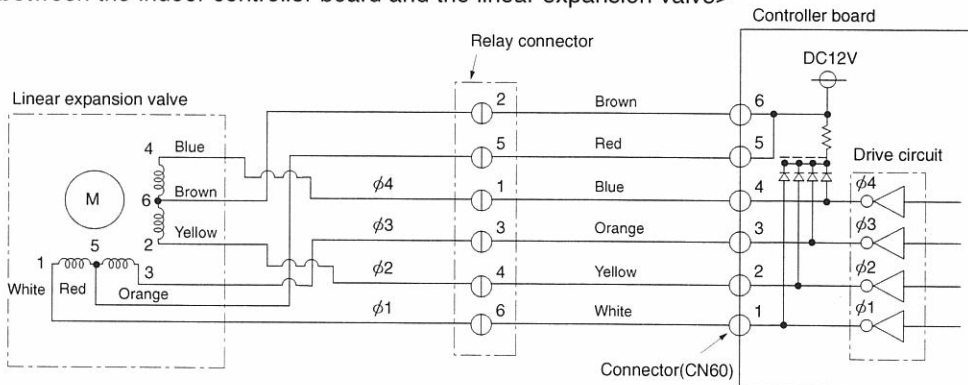 between the indoor controller board and the linear expansion valve>
Controller board
Relay connector
DC12V
Linear expansion valve
2
Brown
6
5
Red
5
4
Blue
Drive circuit
1
Blue
4
ϕ4
ϕ4
M
6
Brown
3
Orange
3
ϕ3
ϕ3
2
Yellow
5
4
Yellow
2
ϕ2
ϕ2
1
3
White
Red
Orange
6
White
1
ϕ1
ϕ1
Connector(CN60)